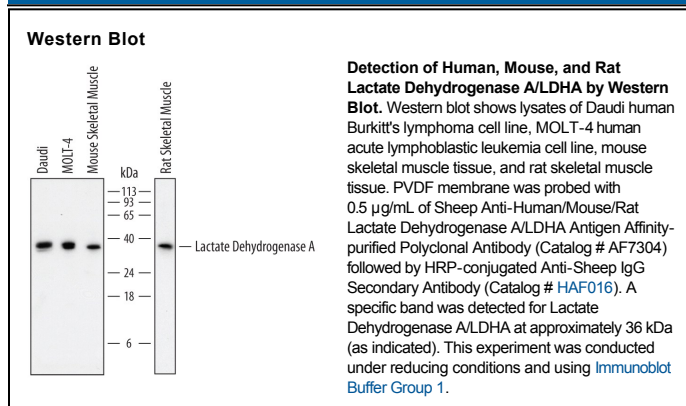 Western Blot
Daudi
MOLT-4
Mouse Skeletal Muscle
Rat Skeletal Muscle
kDa
113
93
65
40
24
18
6
Lactate Dehydrogenase A
Detection of Human, Mouse, and Rat
Lactate Dehydrogenase A/LDHA by Western
Blot. Western blot shows lysates of Daudi human
Burkitt's lymphoma cell line, MOLT-4 human
acute lymphoblastic leukemia cell line, mouse
skeletal muscle tissue, and rat skeletal muscle
tissue. PVDF membrane was probed with
0.5 µg/mL of Sheep Anti-Human/Mouse/Rat
Lactate Dehydrogenase A/LDHA Antigen Affinity-
purified Polyclonal Antibody (Catalog # AF7304)
followed by HRP-conjugated Anti-Sheep IgG
Secondary Antibody (Catalog # HAF016). A
specific band was detected for Lactate
Dehydrogenase A/LDHA at approximately 36 kDa
(as indicated). This experiment was conducted
under reducing conditions and using Immunoblot
Buffer Group 1.